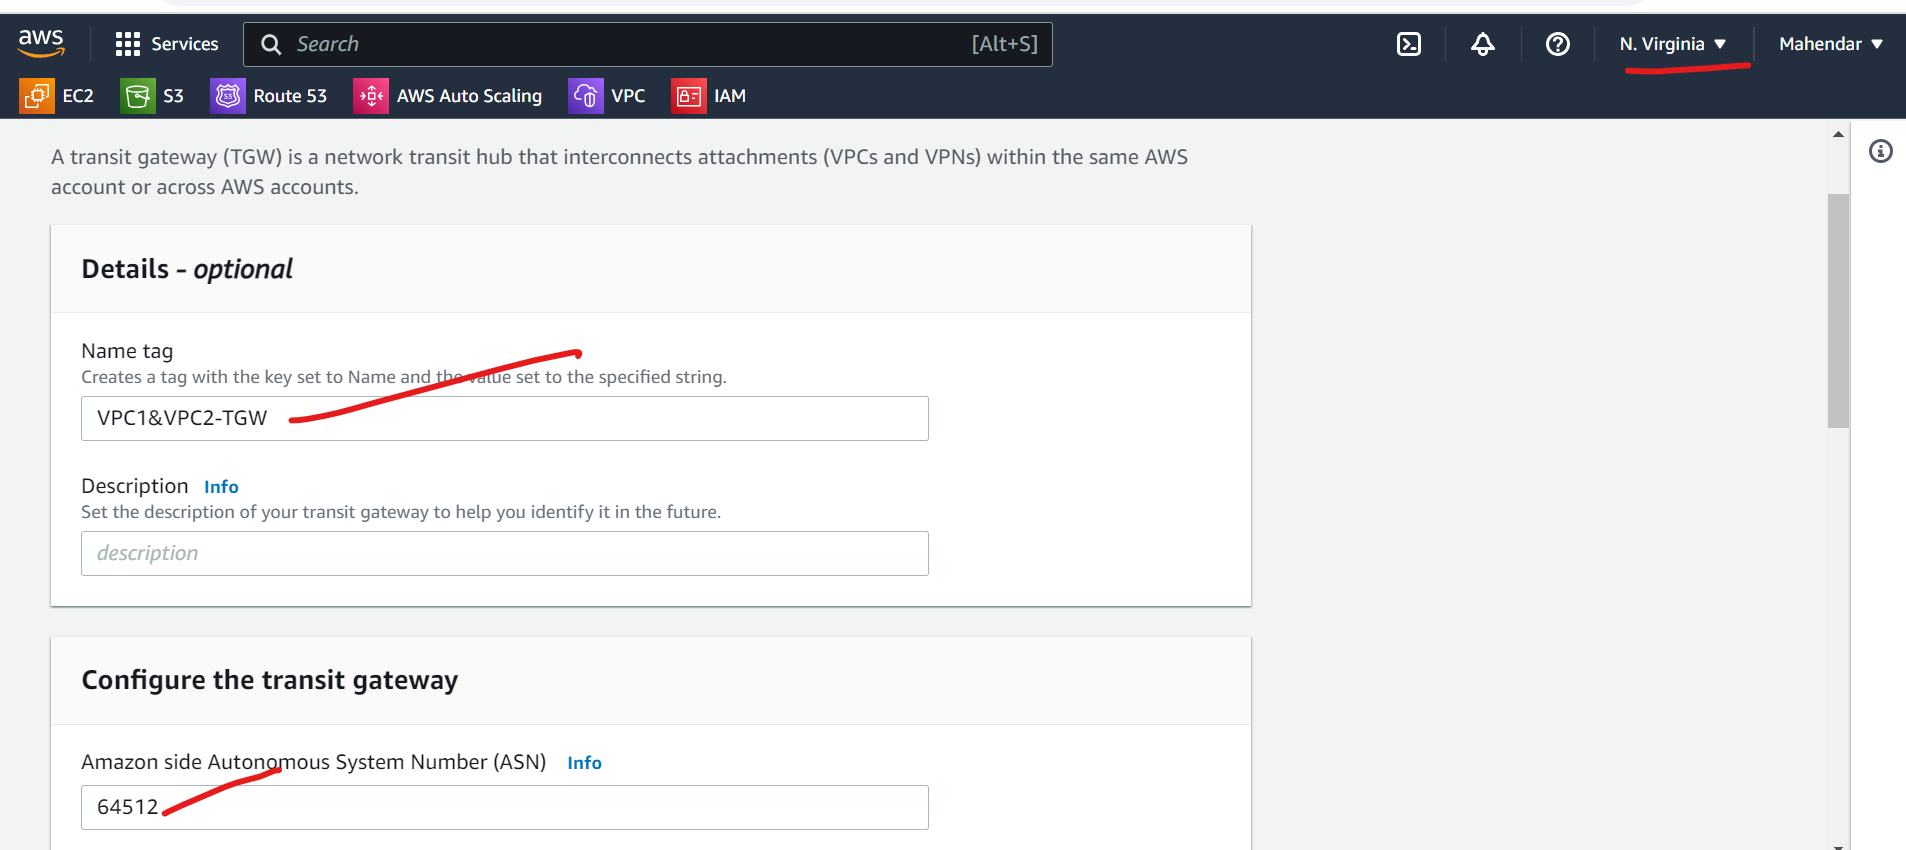 aws Services Search [Alt+S] N. Virginia Mahendar
EC2 S3 53 Route 53 AWS Auto Scaling VPC IAM
A transit gateway (TGW) is a network transit hub that interconnects attachments (VPCs and VPNs) within the same AWS
account or across AWS accounts.
Details - optional
Name tag
Creates a tag with the key set to Name and the value set to the specified string.
VPC1&VPC2-TGW
Description Info
Set the description of your transit gateway to help you identify it in the future.
description
Configure the transit gateway
Amazon side Autonomous System Number (ASN) Info
64512